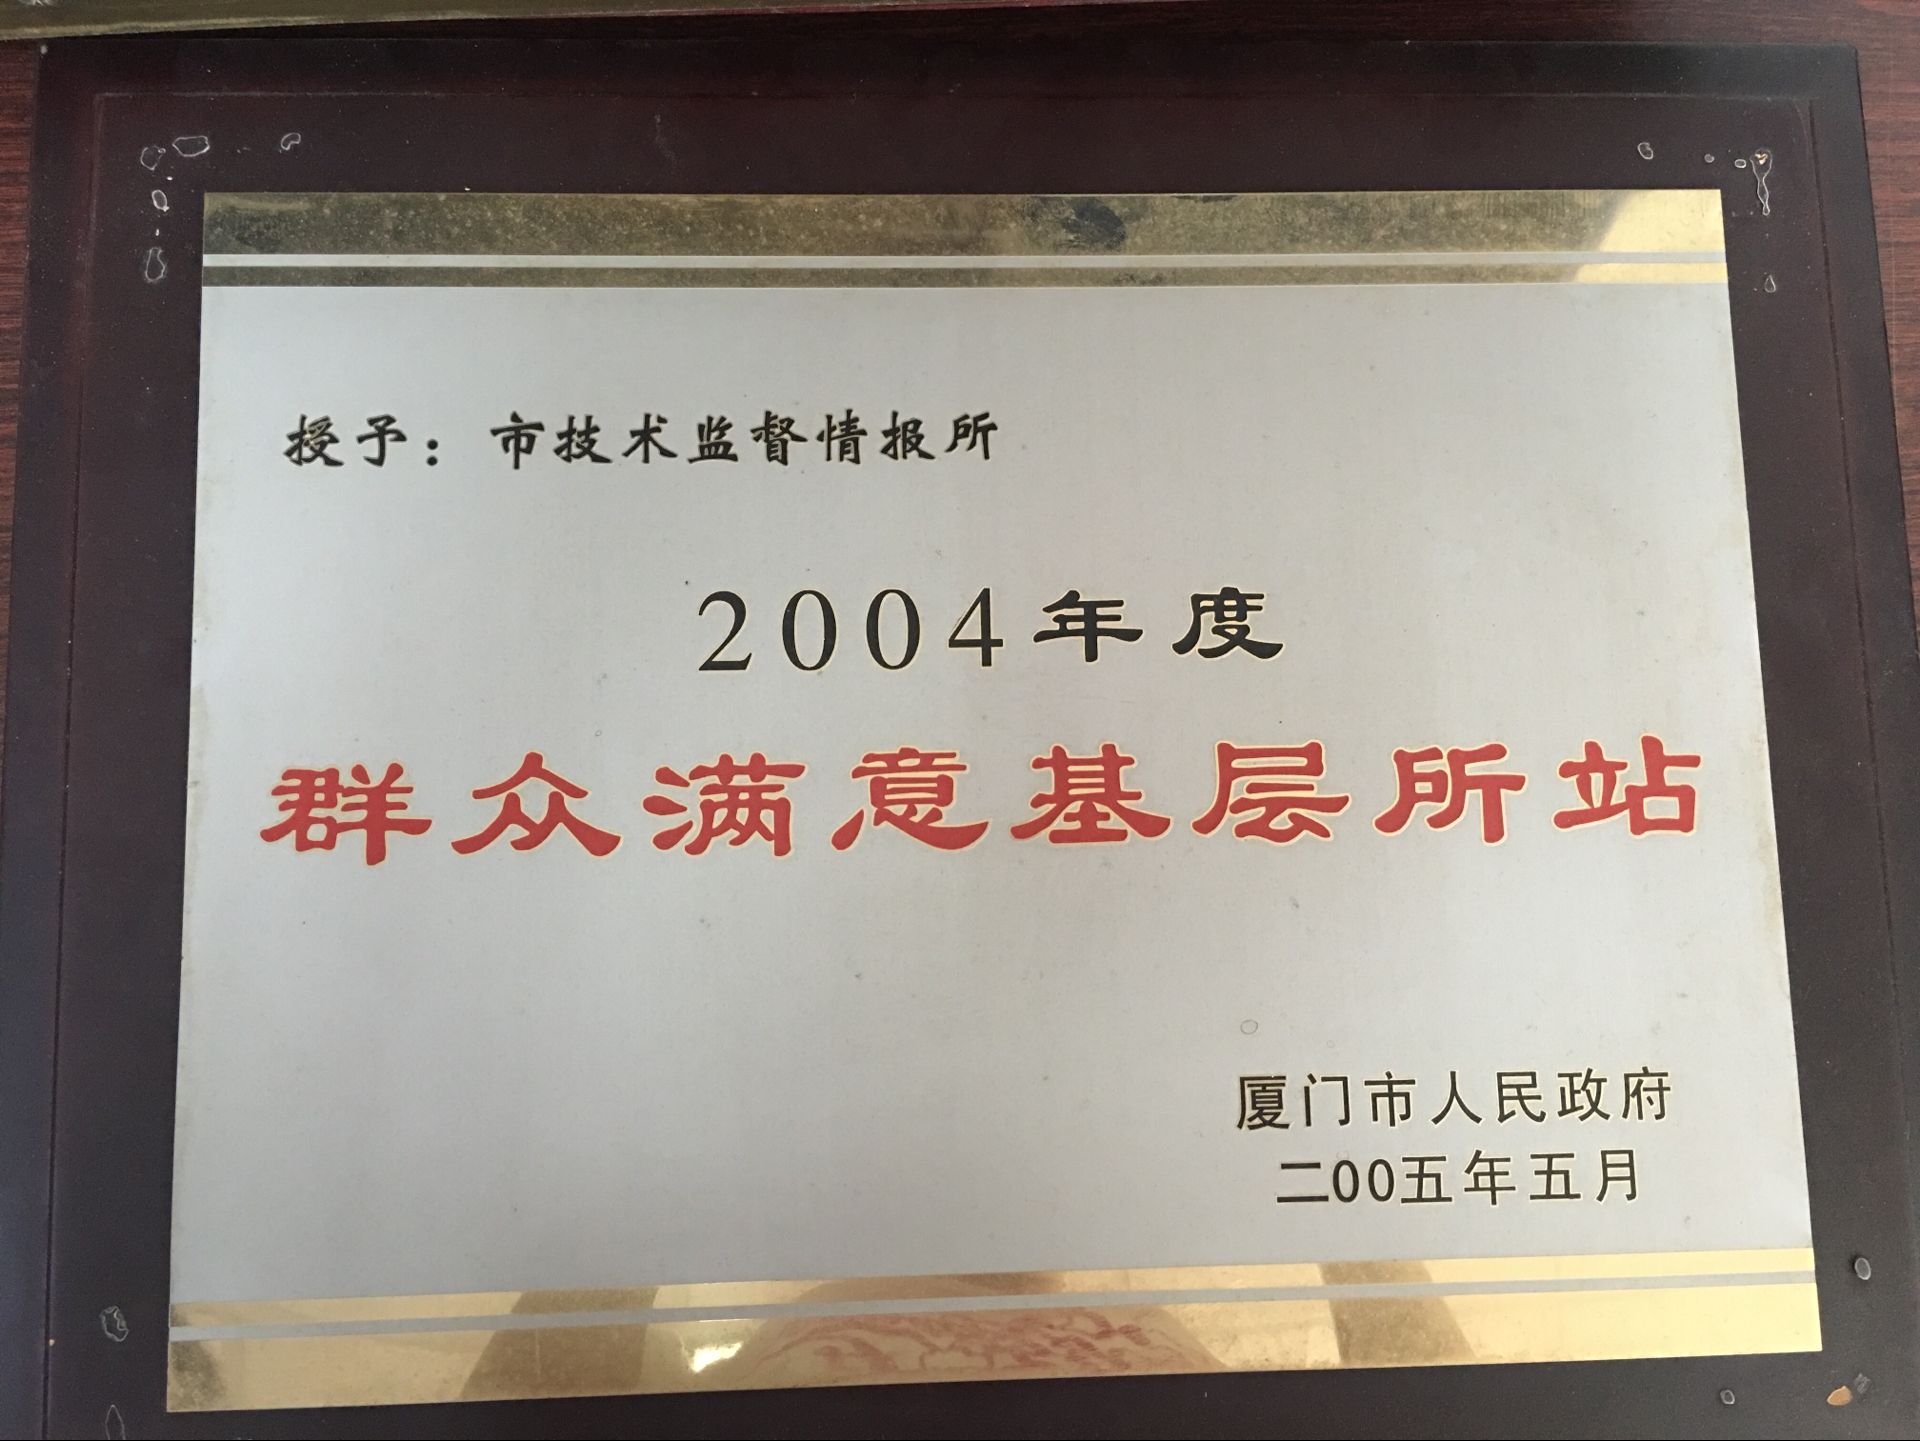 授予：市技术监督情报所
2004年度
群众满意基层所站
厦门市人民政府
二00五年五月